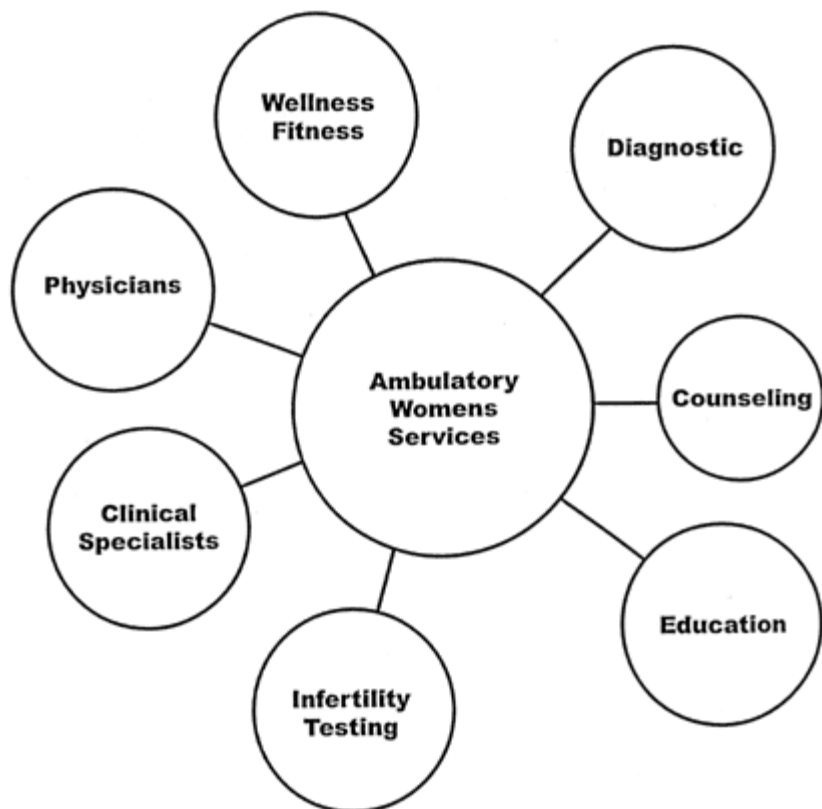 Wellness
Fitness
Diagnostic
Physicians
Ambulatory
Womens
Services
Counseling
Clinical
Specialists
Education
Infertility
Testing